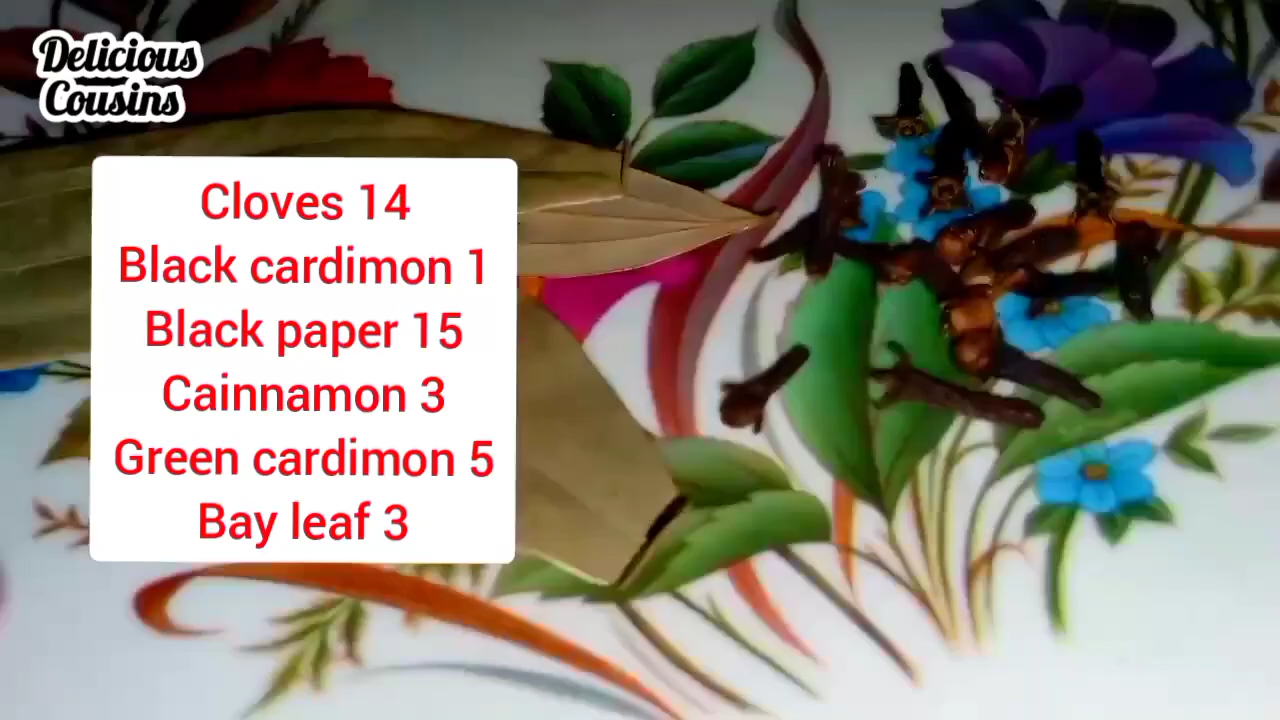 Delicious
Cousins
Cloves 14
Black cardimon 1
Black paper 15
Cainnamon 3
Green cardimon 5
Bay leaf 3